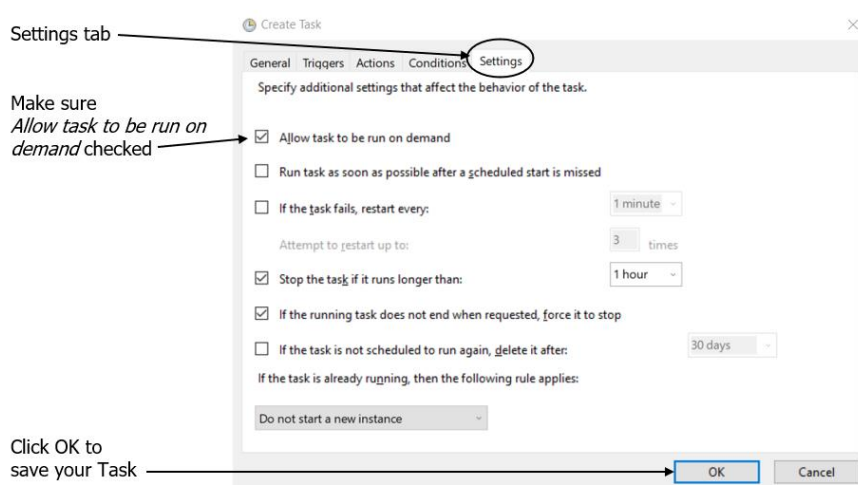 Create Task
Settings tab
General Triggers Actions Conditions Settings
Specify additional settings that affect the behavior of the task.
Make sure
Allow task to be run on
demand checked
Allow task to be run on demand
Run task as soon as possible after a scheduled start is missed
If the task fails, restart every: 1 minute
Attempt to restart up to: 3 times
Stop the task if it runs longer than: 1 hour
If the running task does not end when requested, force it to stop
If the task is not scheduled to run again, delete it after: 30 days
If the task is already running, then the following rule applies:
Do not start a new instance
Click OK to
save your Task
OK Cancel